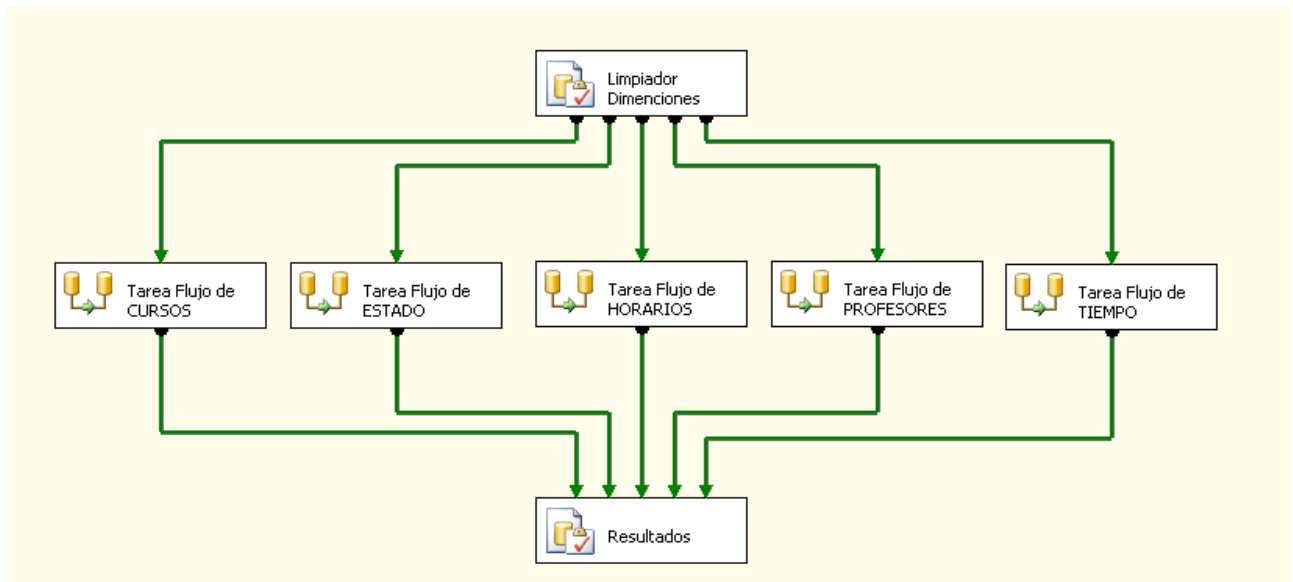 Limpiador
Dimenciones
Tarea Flujo de
CURSOS
Tarea Flujo de
ESTADO
Tarea Flujo de
HORARIOS
Tarea Flujo de
PROFESORES
Tarea Flujo de
TIEMPO
Resultados